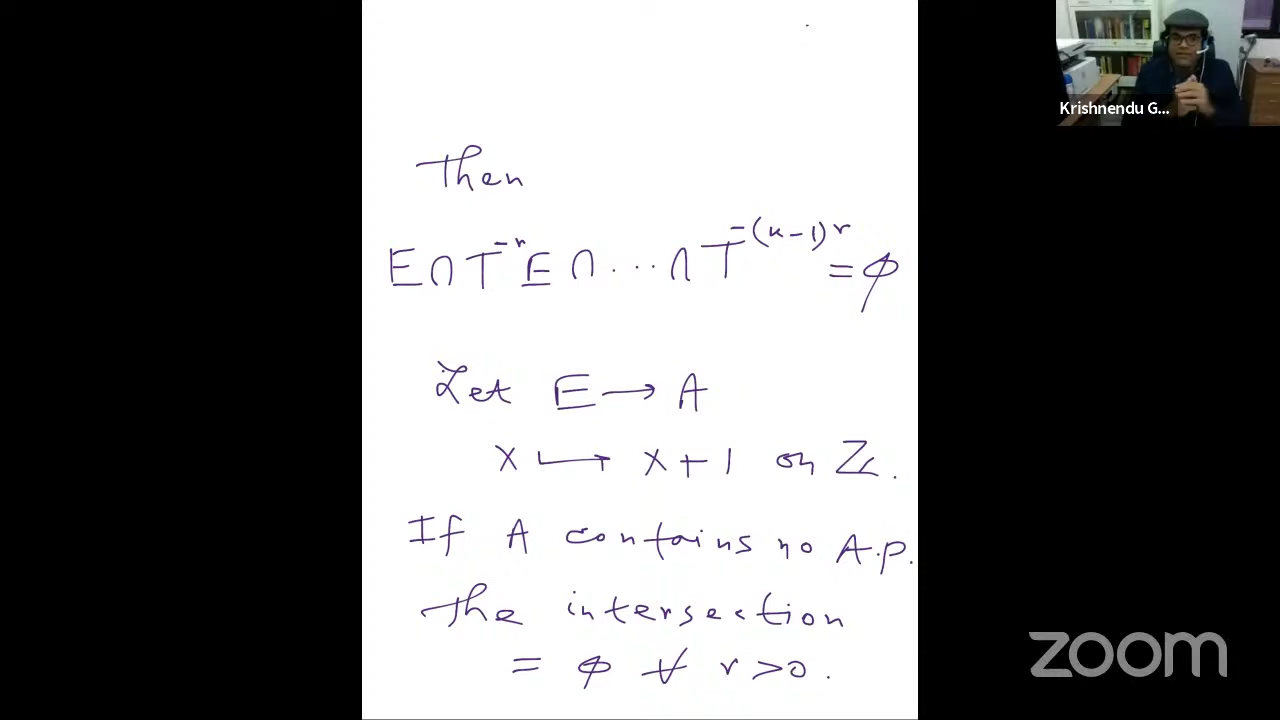 Krishnendu G...
Then
E∩T⁻ʳE∩...∩T^{-(k-1)r} = φ
Let E → A
x ↦ x+1 on ℤ.
If A contains no A.P.
the intersection
= φ ∀ r>0.
zoom